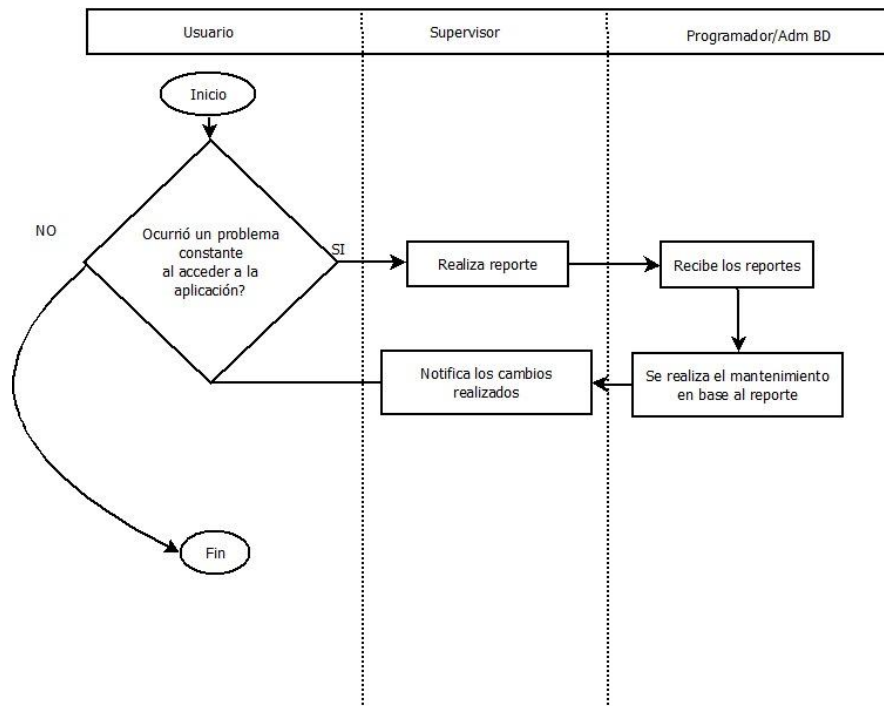 Usuario
Supervisor
Programador/Adm BD
Inicio
NO
Ocurrió un problema
constante
al acceder a la
aplicación?
SI
Realiza reporte
Recibe los reportes
Notifica los cambios
realizados
Se realiza el mantenimiento
en base al reporte
Fin